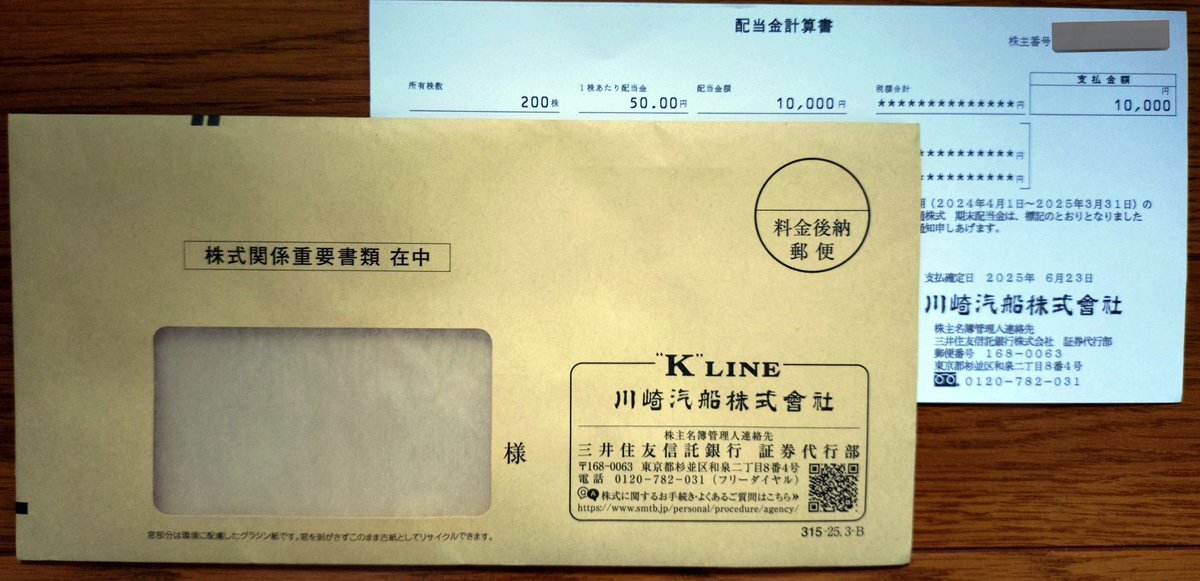 配当金計算書
株主番号
所有株数
200株
1株あたり配当金
50.00円
配当金額
10,000円
税額合計
**************円
支払金額
円
10,000
**********円
**********円
(2024年4月1日~2025年3月31日)の
株式 期末配当金は、標記のとおりとなりました
知申しあげます。
支払確定日 2025年 6月23日
川崎汽船株式會社
株主名簿管理人連絡先
三井住友信託銀行株式会社 証券代行部
郵便番号 168-0063
東京都杉並区和泉二丁目8番4号
0120-782-031
料金後納
郵便
株式関係重要書類 在中
様
"K" LINE
川崎汽船株式會社
株主名簿管理人連絡先
三井住友信託銀行 証券代行部
〒168-0063 東京都杉並区和泉二丁目8番4号
電話 0120-782-031(フリーダイヤル)
QA 株式に関するお手続き・よくあるご質問はこちら≫
https://www.smtb.jp/personal/procedure/agency/
窓部分は環境に配慮したグラシン紙です。窓を剥がさずこのまま古紙としてリサイクルできます。
315-25.3-B